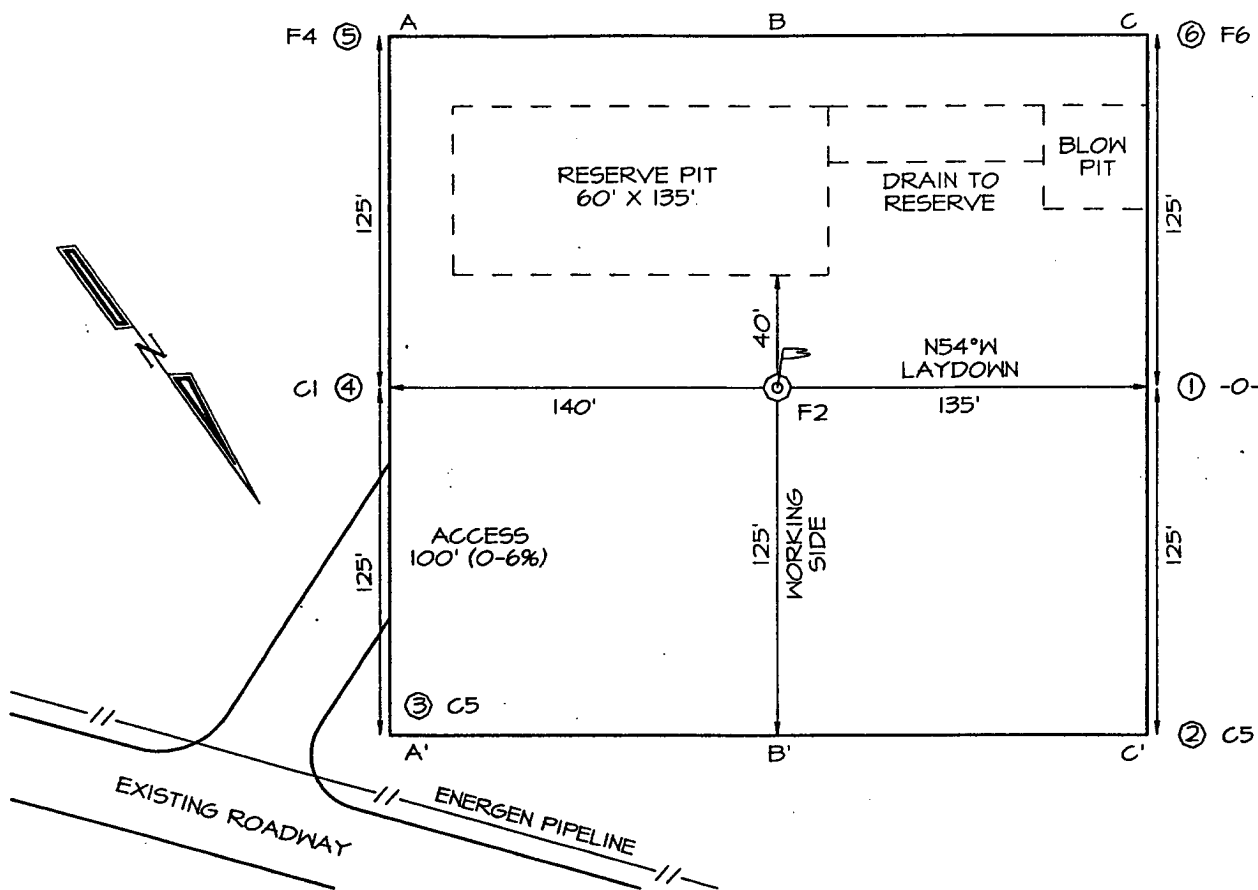 A
B
C
F4 ⑤
⑥ F6
RESERVE PIT
60' X 135'
DRAIN TO
RESERVE
BLOW
PIT
125'
125'
40'
N54°W
LAYDOWN
N
C1 ④
① -0-
140'
135'
F2
ACCESS
100' (0-6%)
125'
125'
WORKING
SIDE
125'
③ C5
② C5
A'
B'
C'
EXISTING ROADWAY
ENERGEN PIPELINE